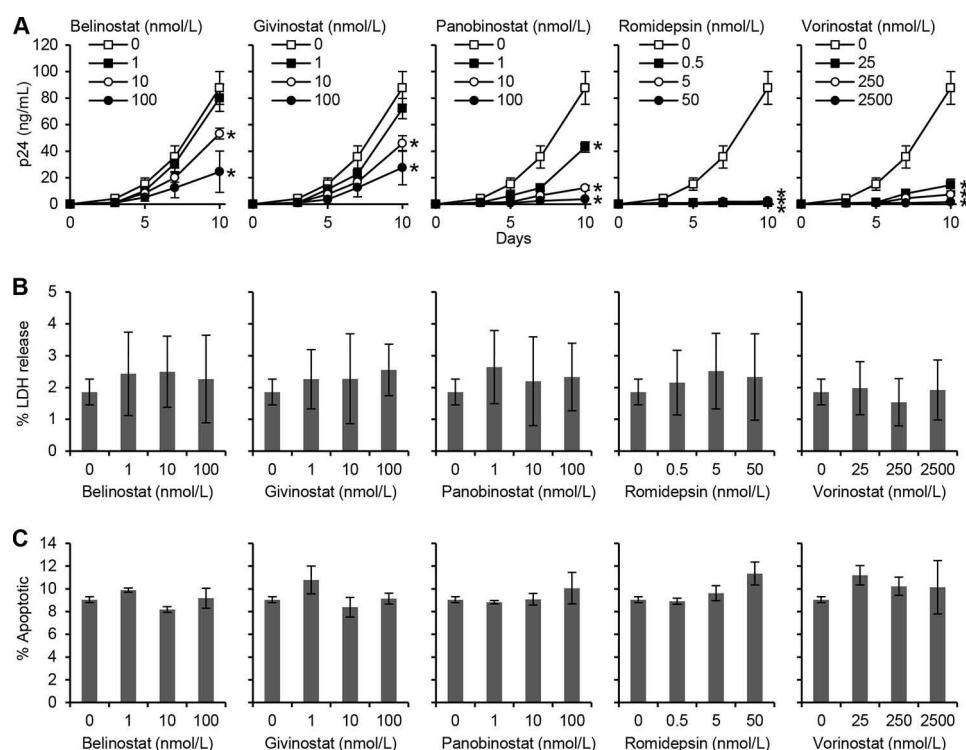 A
Belinostat (nmol/L) Givinostat (nmol/L) Panobinostat (nmol/L) Romidepsin (nmol/L) Vorinostat (nmol/L)
120 0 0 0 0 0
100 1 1 1 0.5 25
80 10 10 10 5 250
100 100 100 50 2500
60
40
20
0
p24 (ng/mL)
* * * * * * * * * * * * *
0 5 10 0 5 10 0 5 10 0 5 10 0 5 10
Days
B
5
4
3
2
1
0
% LDH release
0 1 10 100 0 1 10 100 0 1 10 100 0 0.5 5 50 0 25 250 2500
Belinostat (nmol/L) Givinostat (nmol/L) Panobinostat (nmol/L) Romidepsin (nmol/L) Vorinostat (nmol/L)
C
14
12
10
8
6
4
2
0
% Apoptotic
0 1 10 100 0 1 10 100 0 1 10 100 0 0.5 5 50 0 25 250 2500
Belinostat (nmol/L) Givinostat (nmol/L) Panobinostat (nmol/L) Romidepsin (nmol/L) Vorinostat (nmol/L)